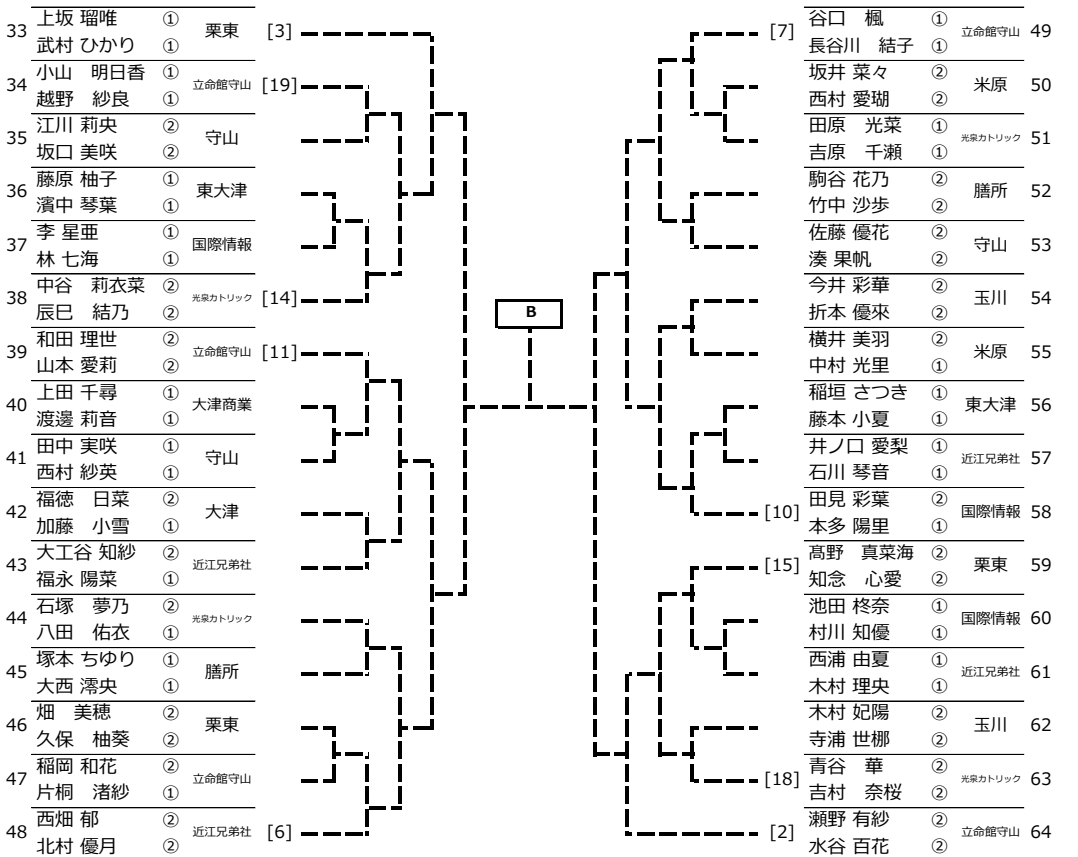 33 上坂 瑠唯 ① 栗東 [3]
武村 ひかり ①
34 小山　明日香 ① 立命館守山 [19]
越野　紗良 ①
35 江川 莉央 ② 守山
坂口 美咲 ②
36 藤原 柚子 ① 東大津
濱中 琴葉 ①
37 李 星亜 ① 国際情報
林 七海 ①
38 中谷　莉衣菜 ② 光泉カトリック [14]
辰巳　結乃 ②
39 和田 理世 ② 立命館守山 [11]
山本 愛莉 ②
40 上田 千尋 ① 大津商業
渡邊 莉音 ①
41 田中 実咲 ① 守山
西村 紗英 ①
42 福徳　日菜 ② 大津
加藤　小雪 ①
43 大工谷 知紗 ② 近江兄弟社
福永 陽菜 ①
44 石塚　夢乃 ② 光泉カトリック
八田　佑衣 ①
45 塚本 ちゆり ① 膳所
大西 澪央 ①
46 畑　美穂 ② 栗東
久保　柚葵 ②
47 稲岡 和花 ② 立命館守山
片桐　渚紗 ①
48 西畑 郁 ② 近江兄弟社 [6]
北村 優月 ②
B
[7] 谷口　楓 ① 立命館守山 49
長谷川　結子 ①
坂井 菜々 ② 米原 50
西村 愛瑚 ②
田原　光菜 ① 光泉カトリック 51
吉原　千瀬 ①
駒谷 花乃 ② 膳所 52
竹中 沙歩 ②
佐藤 優花 ② 守山 53
湊 果帆 ②
今井 彩華 ② 玉川 54
折本 優來 ②
横井 美羽 ② 米原 55
中村 光里 ①
稲垣 さつき ① 東大津 56
藤本 小夏 ①
井ノ口 愛梨 ① 近江兄弟社 57
石川 琴音 ①
[10] 田見 彩葉 ② 国際情報 58
本多 陽里 ①
[15] 髙野　真菜海 ② 栗東 59
知念　心愛 ②
池田 柊奈 ① 国際情報 60
村川 知優 ①
西浦 由夏 ① 近江兄弟社 61
木村 理央 ①
木村 妃陽 ② 玉川 62
寺浦 世梛 ②
[18] 青谷　華 ② 光泉カトリック 63
吉村　奈桜 ②
[2] 瀬野 有紗 ② 立命館守山 64
水谷 百花 ②